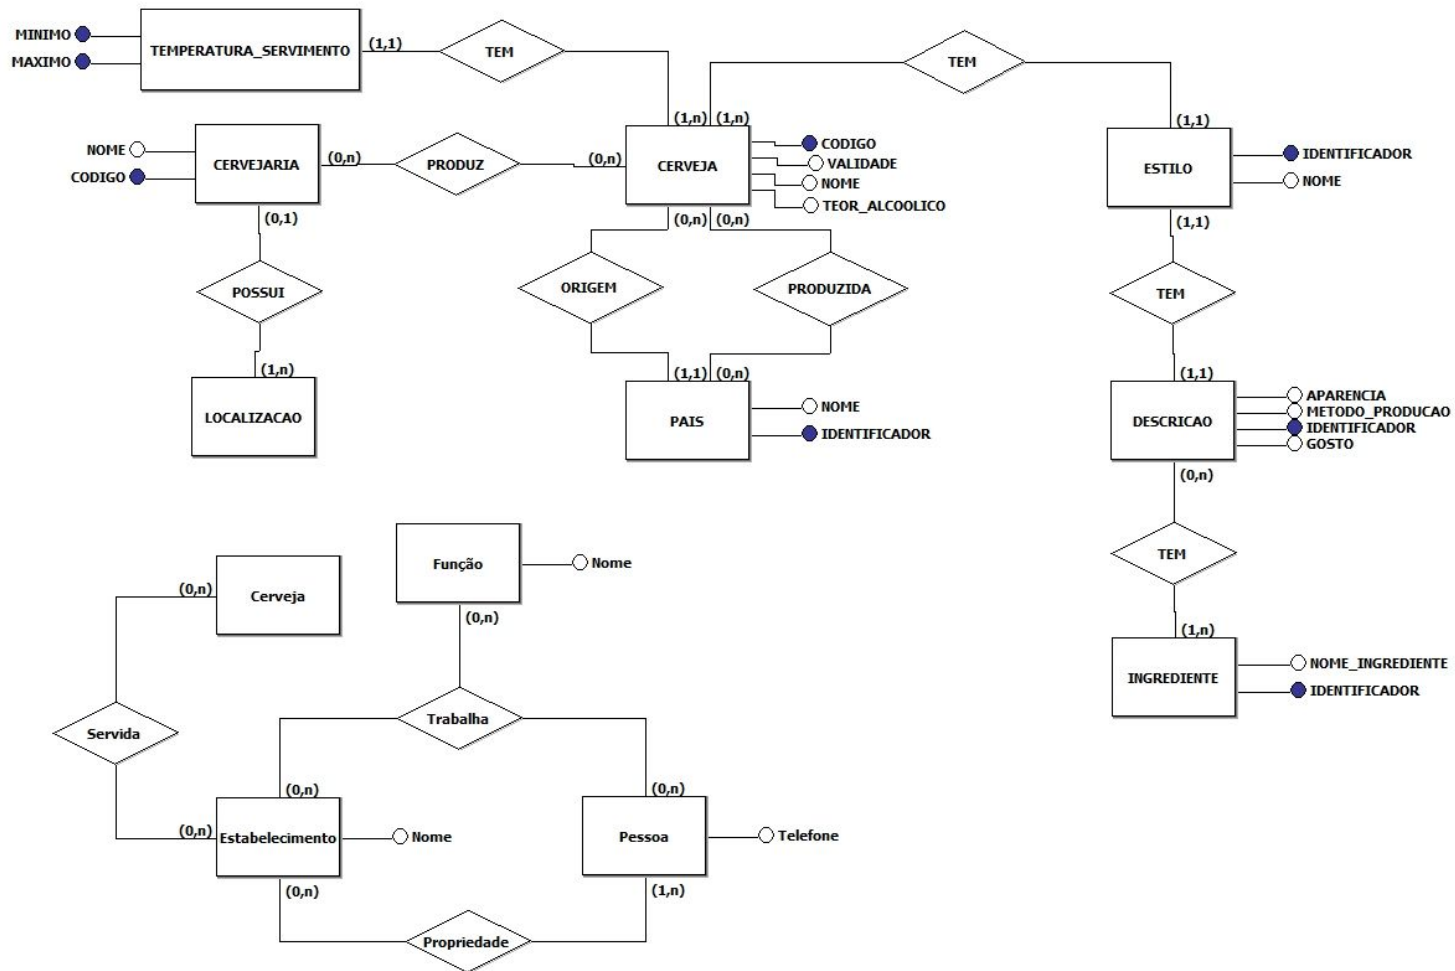 MINIMO
MAXIMO
TEMPERATURA_SERVIMENTO
(1,1)
TEM
TEM
(1,n) (1,n)
(1,1)
NOME
CODIGO
CERVEJARIA
(0,n)
PRODUZ
(0,n)
CERVEJA
CODIGO
VALIDADE
NOME
TEOR_ALCOOLICO
ESTILO
IDENTIFICADOR
NOME
(0,1)
(0,n) (0,n)
(1,1)
POSSUI
ORIGEM
PRODUZIDA
TEM
(1,n)
(1,1) (0,n)
(1,1)
LOCALIZACAO
PAIS
NOME
IDENTIFICADOR
DESCRICAO
APARENCIA
METODO_PRODUCAO
IDENTIFICADOR
GOSTO
(0,n)
TEM
(1,n)
INGREDIENTE
NOME_INGREDIENTE
IDENTIFICADOR
Função
Nome
(0,n)
(0,n)
Cerveja
Servida
Trabalha
(0,n)
(0,n)
(0,n)
Estabelecimento
Nome
Pessoa
Telefone
(0,n)
(1,n)
Propriedade